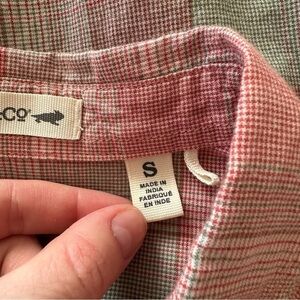 Co
S
MADE IN
INDIA
FABRIQUÉ
EN INDE